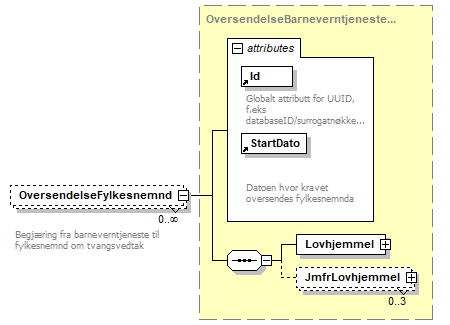 OversendelseBarneverntjeneste...
attributes
Id
Globalt attributt for UUID,
f.eks
databaseID/surrogatnøkke...
StartDato
Datoen hvor kravet
oversendes fylkesnemnda
OversendelseFylkesnemnd
0..∞
Begjæring fra barneverntjeneste til
fylkesnemnd om tvangsvedtak
Lovhjemmel
JmfrLovhjemmel
0..3